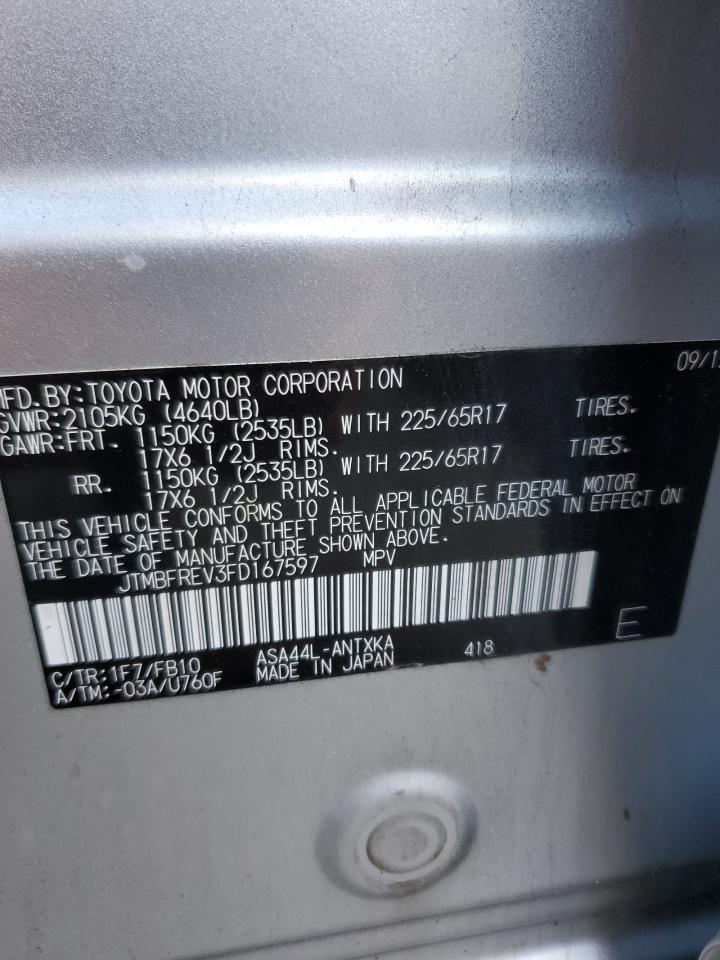 09/1
MFD. BY: TOYOTA MOTOR CORPORATION
GVWR: 2105KG (4640LB)
GAWR: FRT. 1150KG (2535LB) WITH 225/65R17 TIRES.
17X6 1/2J RIMS.
RR. 1150KG (2535LB) WITH 225/65R17 TIRES.
17X6 1/2J RIMS.
THIS VEHICLE CONFORMS TO ALL APPLICABLE FEDERAL MOTOR
VEHICLE SAFETY AND THEFT PREVENTION STANDARDS IN EFFECT ON
THE DATE OF MANUFACTURE SHOWN ABOVE.
JTMBFREV3FD167597 MPV
C/TR: 1F7/FB10 ASA44L-ANTXKA 418 E
A/TM: -03A/U760F MADE IN JAPAN